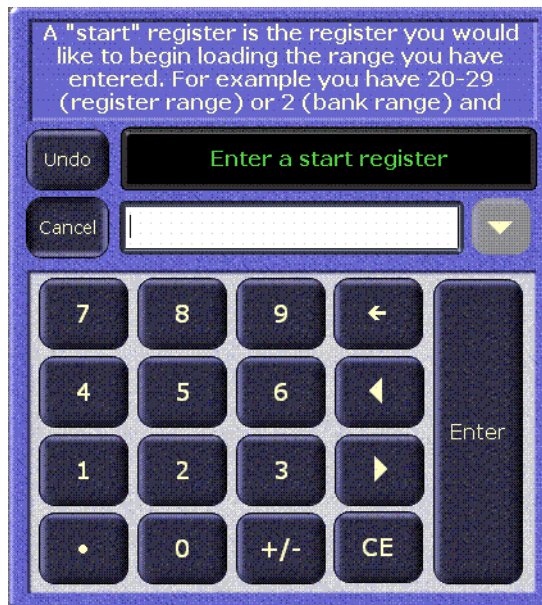 A "start" register is the register you would
like to begin loading the range you have
entered. For example you have 20-29
(register range) or 2 (bank range) and
Undo
Enter a start register
Cancel
7 8 9 ←
4 5 6
1 2 3
Enter
• 0 +/- CE